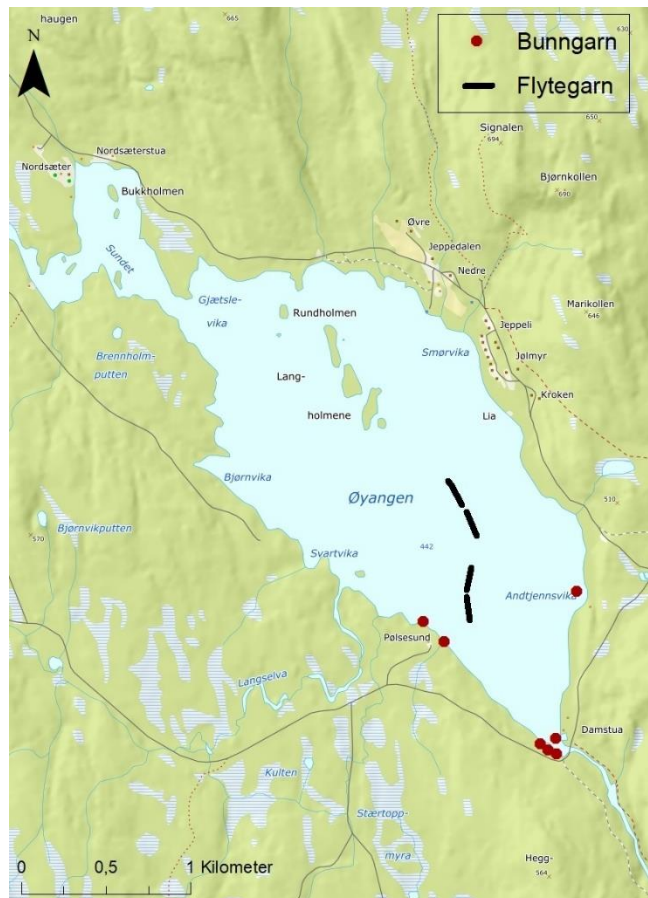 haugen
665
630
N
Bunngarn
Flytegarn
650
Signalen
694
Nordsæterstua
Nordsæter
Bjørnkollen
690
Bukkholmen
Øvre
Jeppedalen
Sundet
Nedre
Gjætsle-
vika
Rundholmen
Marikollen
646
Jeppeli
Brennholm-
putten
Smørvika
Jølmyr
Lang-
Kroken
holmene
Lia
Bjørnvika
Øyangen
510
Bjørnvikputten
570
Svartvika
442
Andtjennsvika
Pølsesund
Langselva
Damstua
Kulten
Stærtopp-
myra
Hegg-
564
0 0,5 1 Kilometer